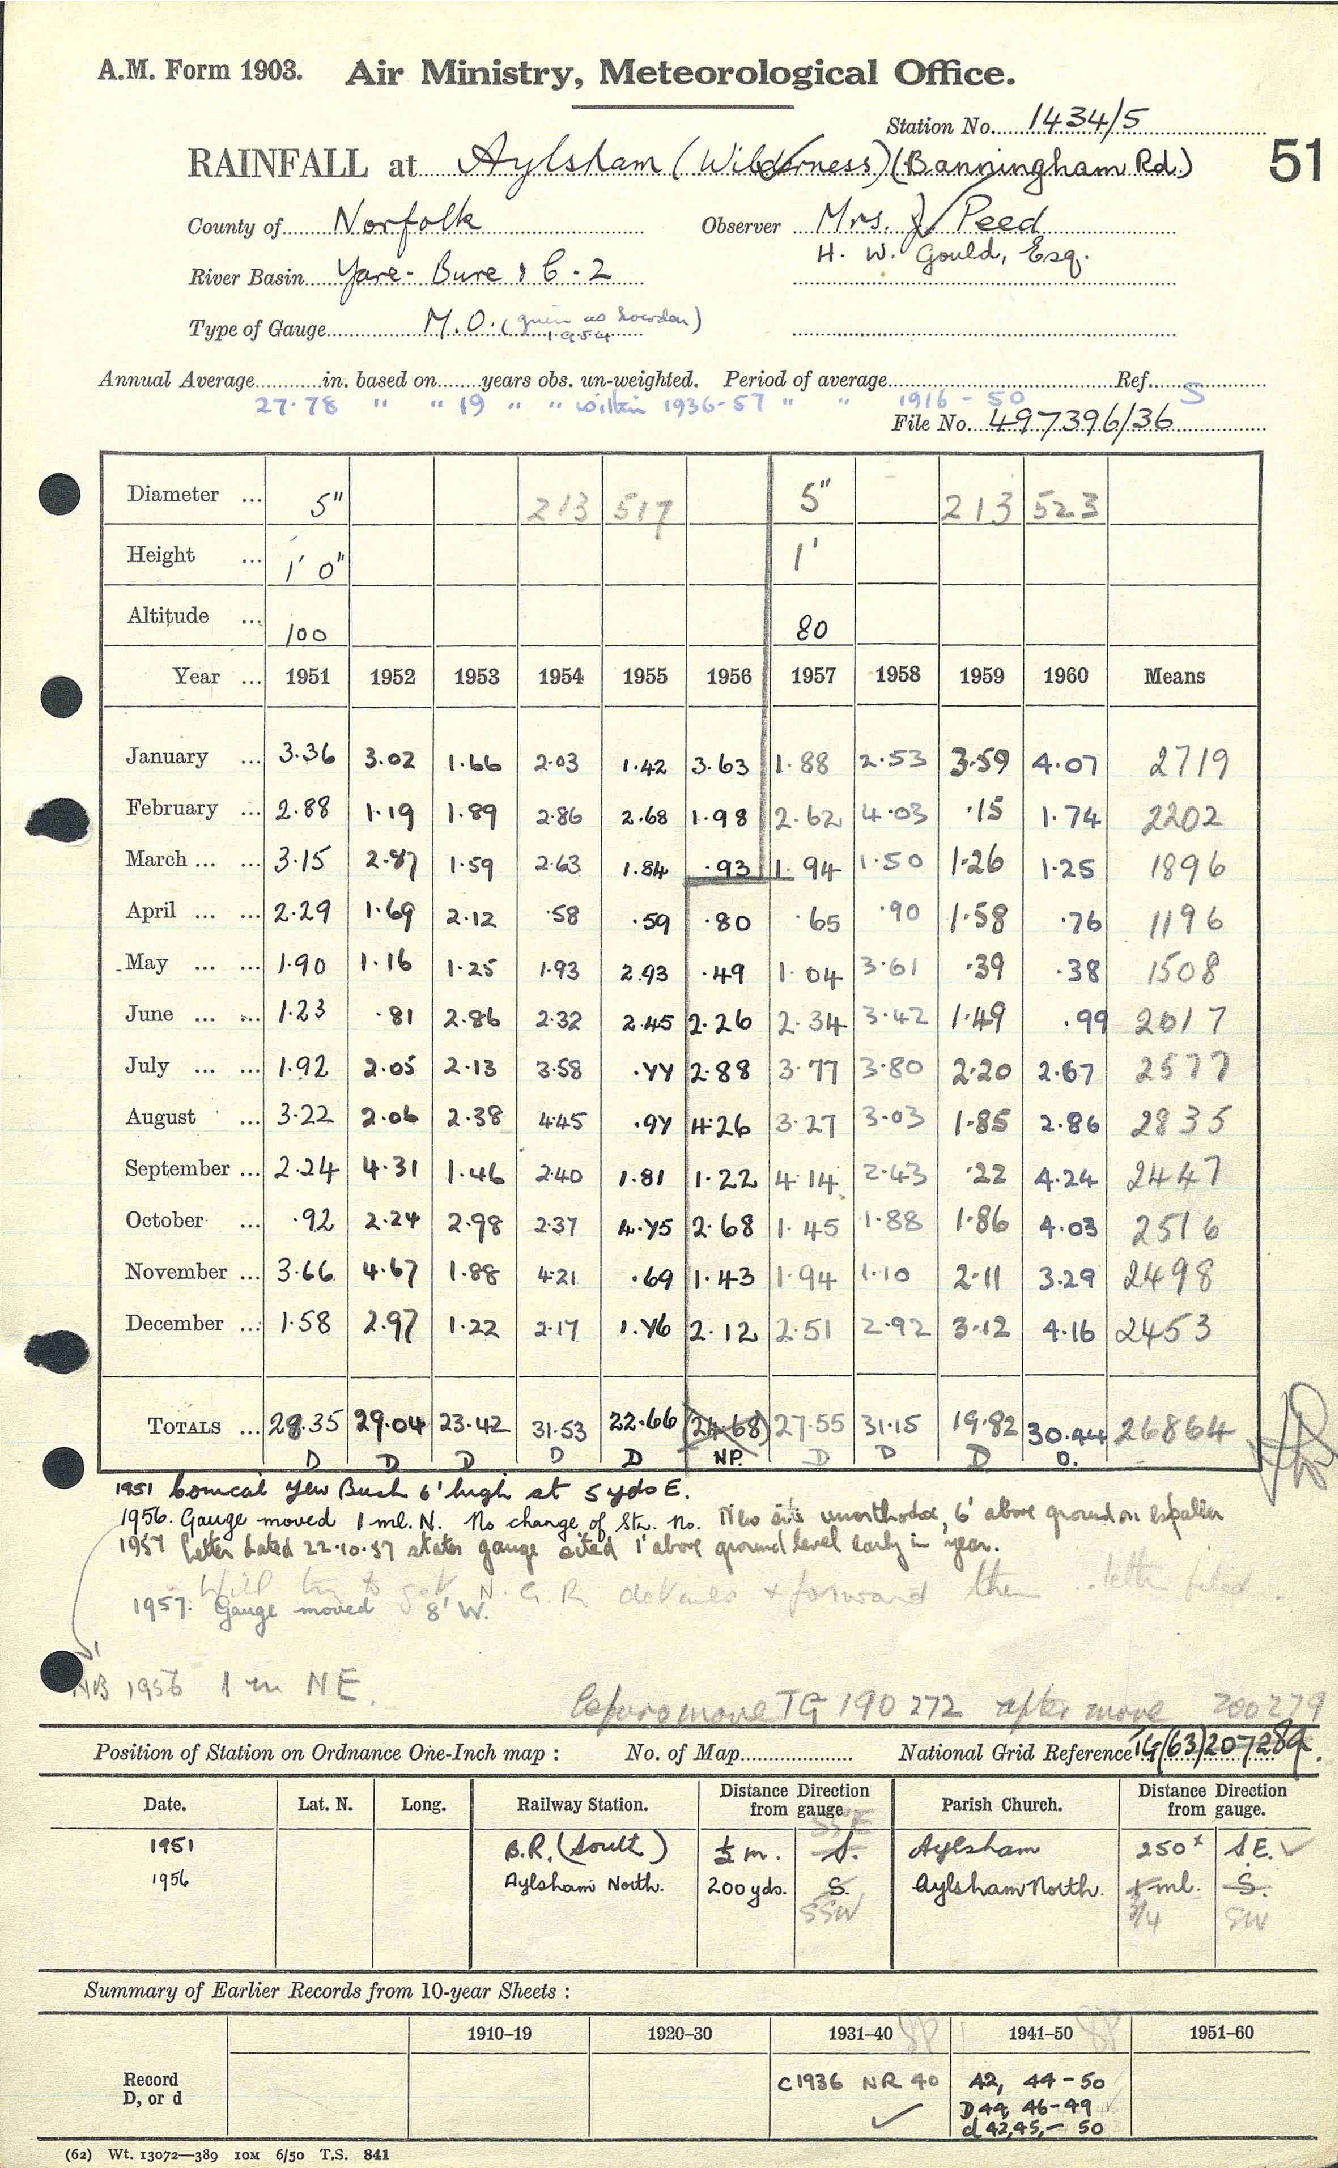 A.M. Form 1903. Air Ministry, Meteorological Office.
Station No. 1434/5
RAINFALL at Aylsham (Wilderness) (Banningham Rd.) 51
County of Norfolk Observer Mrs. J Peed
H. W. Gould, Esq.
River Basin Yare - Bure 1 6 - 2
Type of Gauge M.O. (given as Snowdon)
1954
Annual Average in. based on years obs. un-weighted. Period of average Ref. S
27.78 " " 19 " " within 1936-57 " " 1916 - 50
File No. 497396/36
Diameter ... 5" 213 517 5" 213 523
Height ... 1' 0" 1'
Altitude ... 100 80
Year ... 1951 1952 1953 1954 1955 1956 1957 1958 1959 1960 Means
January ... 3.36 3.02 1.66 2.03 1.42 3.63 1.88 2.53 3.59 4.07 2719
February ... 2.88 1.19 1.89 2.86 2.68 1.98 2.62 4.03 .15 1.74 2202
March ... ... 3.15 2.87 1.59 2.63 1.84 .93 1.94 1.50 1.26 1.25 1896
April ... ... 2.29 1.69 2.12 .58 .59 .80 .65 .90 1.58 .76 1196
May ... ... 1.90 1.16 1.25 1.93 2.93 .49 1.04 3.61 .39 .38 1508
June ... ... 1.23 .81 2.86 2.32 2.45 2.26 2.34 3.42 1.49 .99 2017
July ... ... 1.92 2.05 2.13 3.58 .77 2.88 3.77 3.80 2.20 2.67 2577
August ... 3.22 2.06 2.38 4.45 .97 4.26 3.27 3.03 1.85 2.86 2835
September ... 2.24 4.31 1.46 2.40 1.81 1.22 4.14 2.43 .22 4.24 2447
October ... .92 2.24 2.98 2.37 4.75 2.68 1.45 1.88 1.86 4.03 2516
November ... 3.66 4.67 1.88 4.21 .69 1.43 1.94 1.10 2.11 3.29 2498
December ... 1.58 2.97 1.22 2.17 1.76 2.12 2.51 2.92 3.12 4.16 2453
TOTALS ... 28.35 29.04 23.42 31.53 22.66 (24.68) 27.55 31.15 19.82 30.44 26864
D D D D D NP. D D D D.
1951 Conical Yew Bush 6' high at 5 yds E.
1956. Gauge moved 1 ml. N. No change of Stn. No. New site unorthodox, 6' above ground on espalier
1957 Letter dated 22.10.57 states gauge sited 1' above ground level early in year.
Will try to get N.G.R. details & forward them letter filed.
1957. Gauge moved 8' W.
NB 1956 1 m NE.
before move TG 190 272 after move 200279
Position of Station on Ordnance One-Inch map : No. of Map National Grid Reference TG(63)207284.
Date. Lat. N. Long. Railway Station. Distance Direction from gauge Parish Church. Distance Direction from gauge.
SSE
1951 B.R. (South) ½ m. S. Aylsham 250x S.E.
1956 Aylsham North. 200 yds. S. Aylsham North. 1 ml. S.
SSW 3/4 SW
Summary of Earlier Records from 10-year Sheets :
1910-19 1920-30 1931-40 1941-50 1951-60
Record
D, or d
C1936 NR 40 42, 44-50
D44, 46-49
d 42,45,- 50
(62) Wt. 13072—389 10M 6/50 T.S. 841